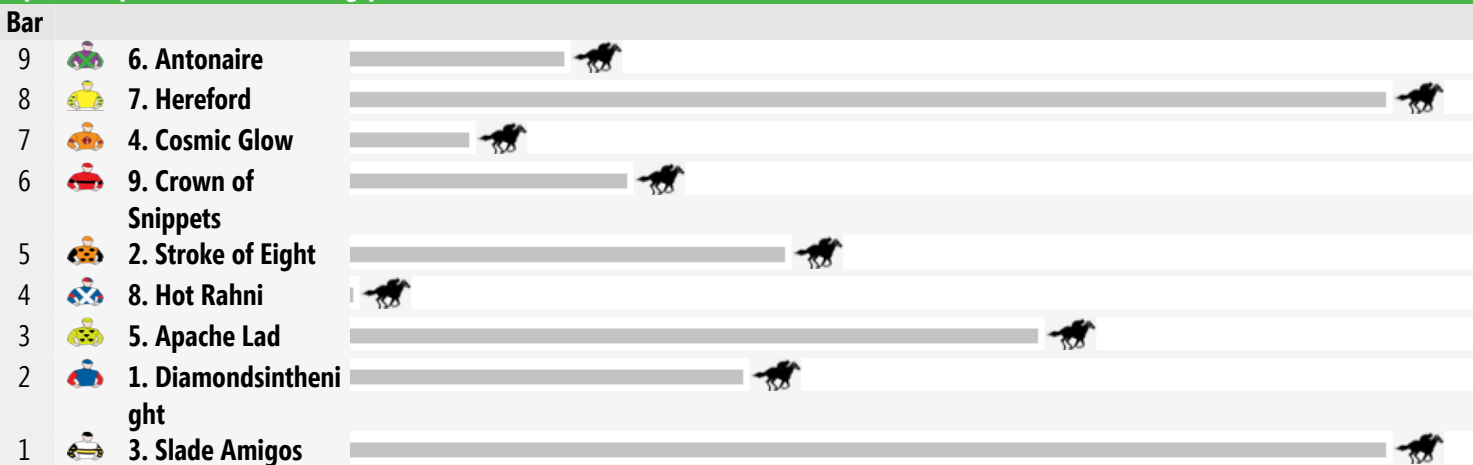 Bar
9 6. Antonaire
8 7. Hereford
7 4. Cosmic Glow
6 9. Crown of
Snippets
5 2. Stroke of Eight
4 8. Hot Rahni
3 5. Apache Lad
2 1. Diamondsintheni
ght
1 3. Slade Amigos